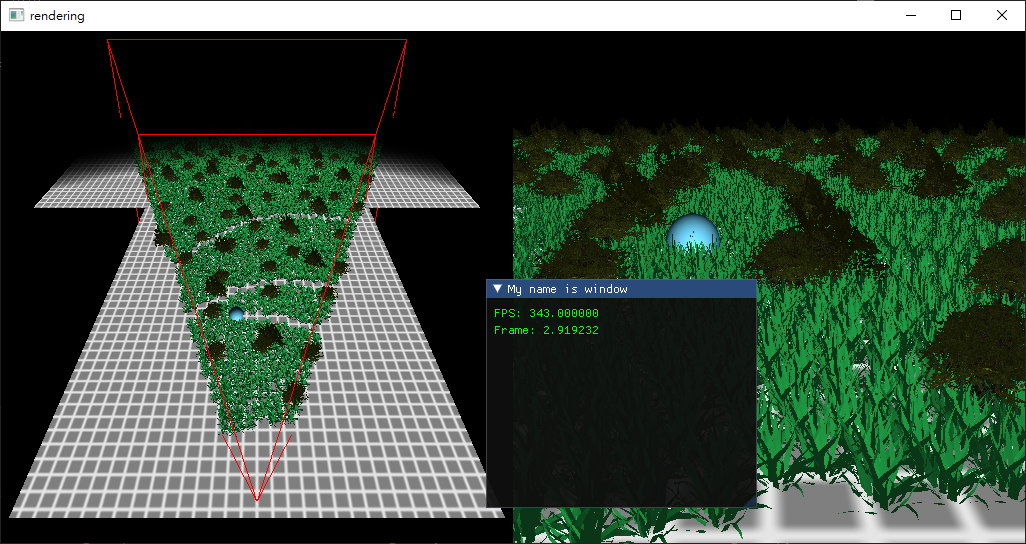 rendering
My name is window
FPS: 343.000000
Frame: 2.919232